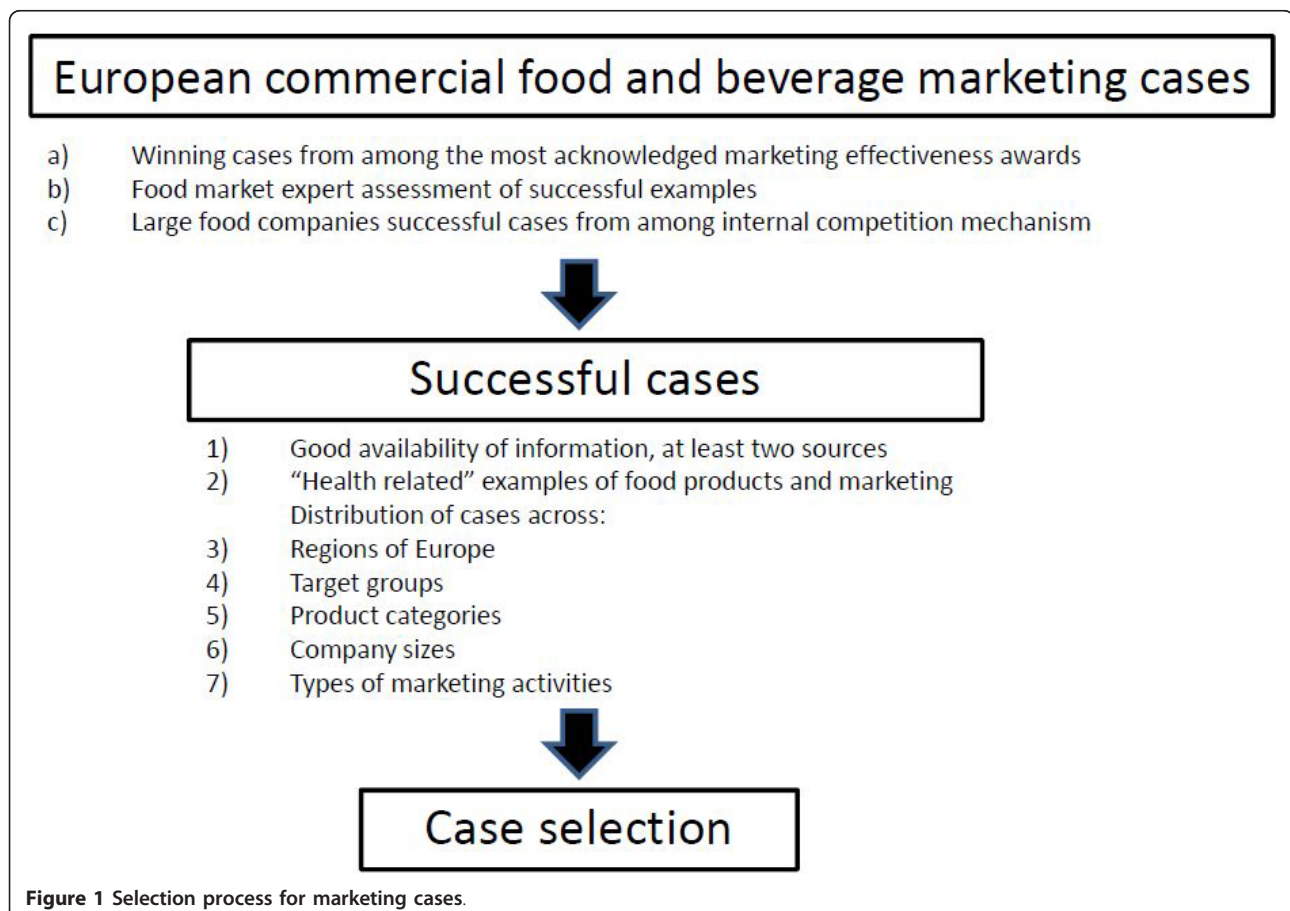 European commercial food and beverage marketing cases
a) Winning cases from among the most acknowledged marketing effectiveness awards
b) Food market expert assessment of successful examples
c) Large food companies successful cases from among internal competition mechanism
Successful cases
1) Good availability of information, at least two sources
2) “Health related” examples of food products and marketing
Distribution of cases across:
3) Regions of Europe
4) Target groups
5) Product categories
6) Company sizes
7) Types of marketing activities
Case selection
Figure 1 Selection process for marketing cases.